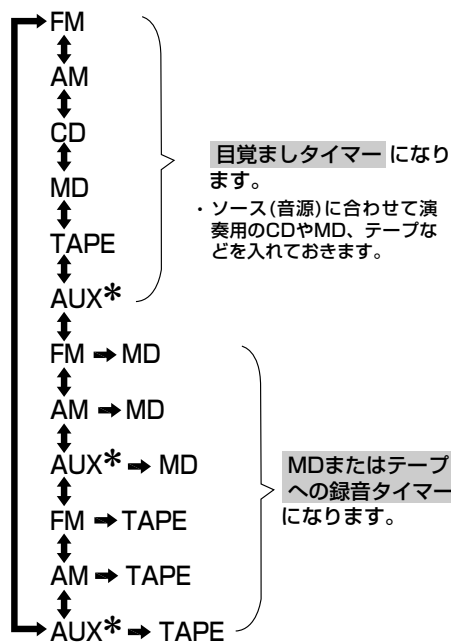 FM
AM
CD
MD
TAPE
AUX*
FM ➡ MD
AM ➡ MD
AUX* ➡ MD
FM ➡ TAPE
AM ➡ TAPE
AUX* ➡ TAPE
目覚ましタイマー になり
ます。
・ソース(音源)に合わせて演
奏用のCDやMD、テープな
どを入れておきます。
MDまたはテープ
への録音タイマー
になります。